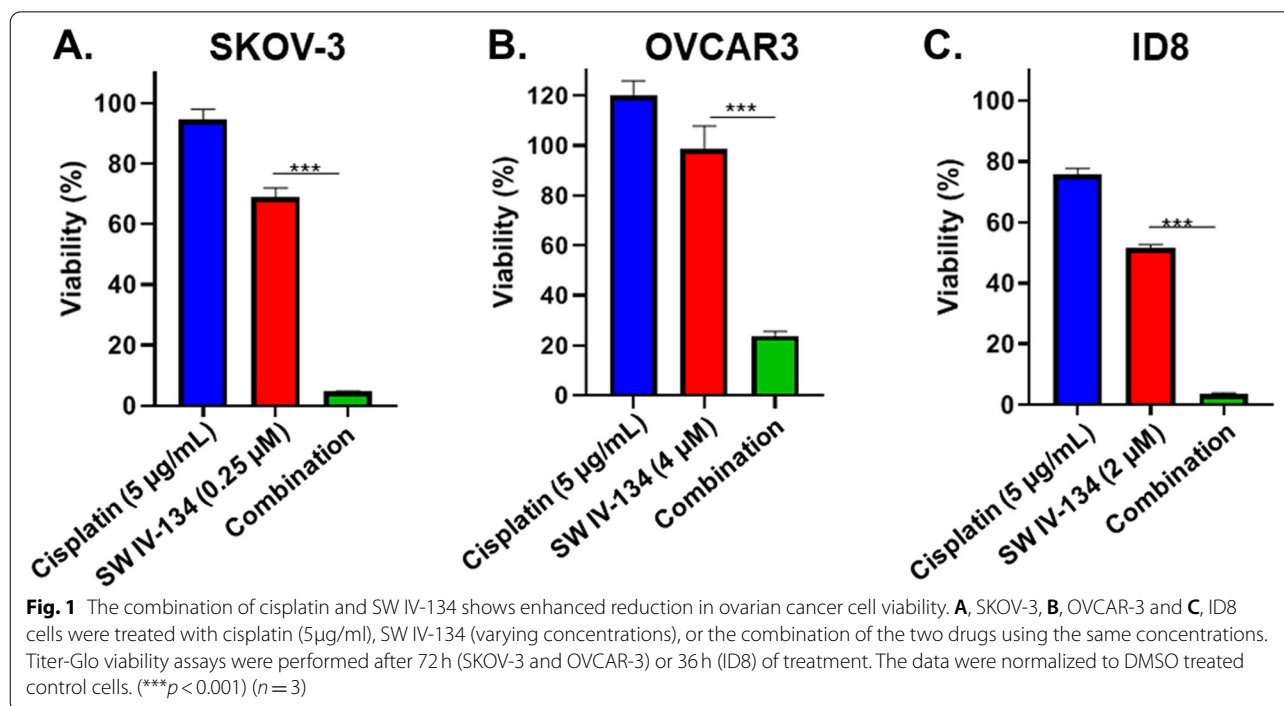 A. SKOV-3
Viability (%)
100
80
60
40
20
0
***
Cisplatin (5 µg/mL)
SW IV-134 (0.25 µM)
Combination
B. OVCAR3
Viability (%)
120
100
80
60
40
20
0
***
Cisplatin (5 µg/mL)
SW IV-134 (4 µM)
Combination
C. ID8
Viability (%)
100
80
60
40
20
0
***
Cisplatin (5 µg/mL)
SW IV-134 (2 µM)
Combination
Fig. 1 The combination of cisplatin and SW IV-134 shows enhanced reduction in ovarian cancer cell viability. A, SKOV-3, B, OVCAR-3 and C, ID8
cells were treated with cisplatin (5µg/ml), SW IV-134 (varying concentrations), or the combination of the two drugs using the same concentrations.
Titer-Glo viability assays were performed after 72 h (SKOV-3 and OVCAR-3) or 36 h (ID8) of treatment. The data were normalized to DMSO treated
control cells. (***p < 0.001) (n = 3)